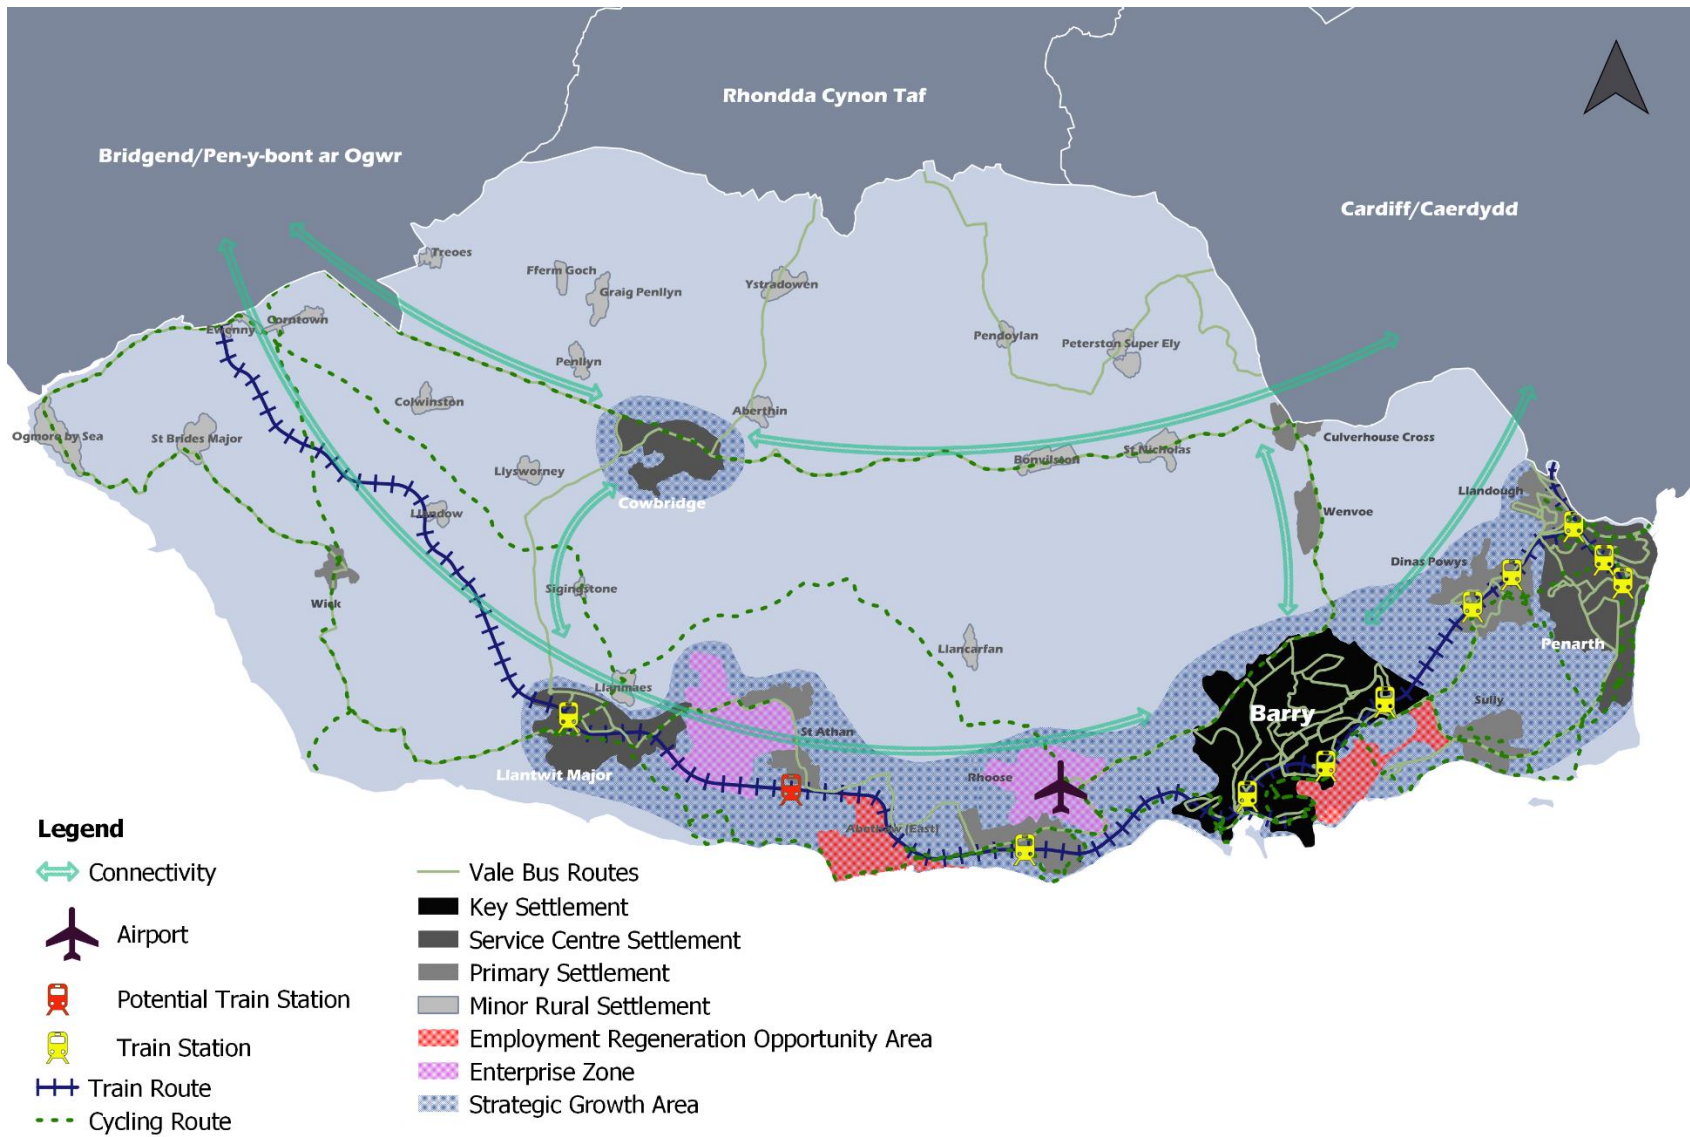 Rhondda Cynon Taf
Bridgend/Pen-y-bont ar Ogwr
Cardiff/Caerdydd
Treoes
Fferm Goch
Graig Penllyn
Ystradowen
Corntown
Ewenny
Pendoylan
Peterston Super Ely
Penllyn
Colwinston
Aberthin
Ogmore by Sea
St Brides Major
Culverhouse Cross
St Nicholas
Bonvilston
Llysworney
Cowbridge
Llandough
Llandow
Wenvoe
Dinas Powys
Sigingstone
Wick
Penarth
Llancarfan
Llanmaes
Sully
Barry
St Athan
Llantwit Major
Rhoose
Aberthaw (East)
Legend
Connectivity
Airport
Potential Train Station
Train Station
Train Route
Cycling Route
Vale Bus Routes
Key Settlement
Service Centre Settlement
Primary Settlement
Minor Rural Settlement
Employment Regeneration Opportunity Area
Enterprise Zone
Strategic Growth Area